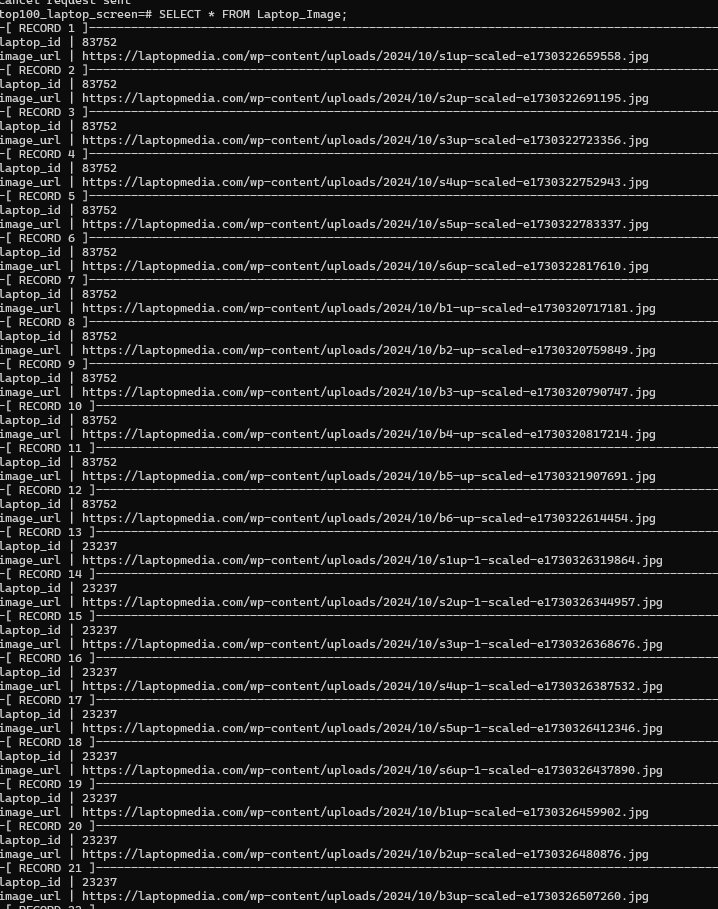 Cancel request sent
top100_laptop_screen=# SELECT * FROM Laptop_Image;
-[ RECORD 1 ]
laptop_id | 83752
image_url | https://laptopmedia.com/wp-content/uploads/2024/10/s1up-scaled-e1730322659558.jpg
-[ RECORD 2 ]
laptop_id | 83752
image_url | https://laptopmedia.com/wp-content/uploads/2024/10/s2up-scaled-e1730322691195.jpg
-[ RECORD 3 ]
laptop_id | 83752
image_url | https://laptopmedia.com/wp-content/uploads/2024/10/s3up-scaled-e1730322723356.jpg
-[ RECORD 4 ]
laptop_id | 83752
image_url | https://laptopmedia.com/wp-content/uploads/2024/10/s4up-scaled-e1730322752943.jpg
-[ RECORD 5 ]
laptop_id | 83752
image_url | https://laptopmedia.com/wp-content/uploads/2024/10/s5up-scaled-e1730322783337.jpg
-[ RECORD 6 ]
laptop_id | 83752
image_url | https://laptopmedia.com/wp-content/uploads/2024/10/s6up-scaled-e1730322817610.jpg
-[ RECORD 7 ]
laptop_id | 83752
image_url | https://laptopmedia.com/wp-content/uploads/2024/10/b1-up-scaled-e1730320717181.jpg
-[ RECORD 8 ]
laptop_id | 83752
image_url | https://laptopmedia.com/wp-content/uploads/2024/10/b2-up-scaled-e1730320759849.jpg
-[ RECORD 9 ]
laptop_id | 83752
image_url | https://laptopmedia.com/wp-content/uploads/2024/10/b3-up-scaled-e1730320790747.jpg
-[ RECORD 10 ]
laptop_id | 83752
image_url | https://laptopmedia.com/wp-content/uploads/2024/10/b4-up-scaled-e1730320817214.jpg
-[ RECORD 11 ]
laptop_id | 83752
image_url | https://laptopmedia.com/wp-content/uploads/2024/10/b5-up-scaled-e1730321907691.jpg
-[ RECORD 12 ]
laptop_id | 83752
image_url | https://laptopmedia.com/wp-content/uploads/2024/10/b6-up-scaled-e1730322614454.jpg
-[ RECORD 13 ]
laptop_id | 23237
image_url | https://laptopmedia.com/wp-content/uploads/2024/10/s1up-1-scaled-e1730326319864.jpg
-[ RECORD 14 ]
laptop_id | 23237
image_url | https://laptopmedia.com/wp-content/uploads/2024/10/s2up-1-scaled-e1730326344957.jpg
-[ RECORD 15 ]
laptop_id | 23237
image_url | https://laptopmedia.com/wp-content/uploads/2024/10/s3up-1-scaled-e1730326368676.jpg
-[ RECORD 16 ]
laptop_id | 23237
image_url | https://laptopmedia.com/wp-content/uploads/2024/10/s4up-1-scaled-e1730326387532.jpg
-[ RECORD 17 ]
laptop_id | 23237
image_url | https://laptopmedia.com/wp-content/uploads/2024/10/s5up-1-scaled-e1730326412346.jpg
-[ RECORD 18 ]
laptop_id | 23237
image_url | https://laptopmedia.com/wp-content/uploads/2024/10/s6up-1-scaled-e1730326437890.jpg
-[ RECORD 19 ]
laptop_id | 23237
image_url | https://laptopmedia.com/wp-content/uploads/2024/10/b1up-scaled-e1730326459902.jpg
-[ RECORD 20 ]
laptop_id | 23237
image_url | https://laptopmedia.com/wp-content/uploads/2024/10/b2up-scaled-e1730326480876.jpg
-[ RECORD 21 ]
laptop_id | 23237
image_url | https://laptopmedia.com/wp-content/uploads/2024/10/b3up-scaled-e1730326507260.jpg